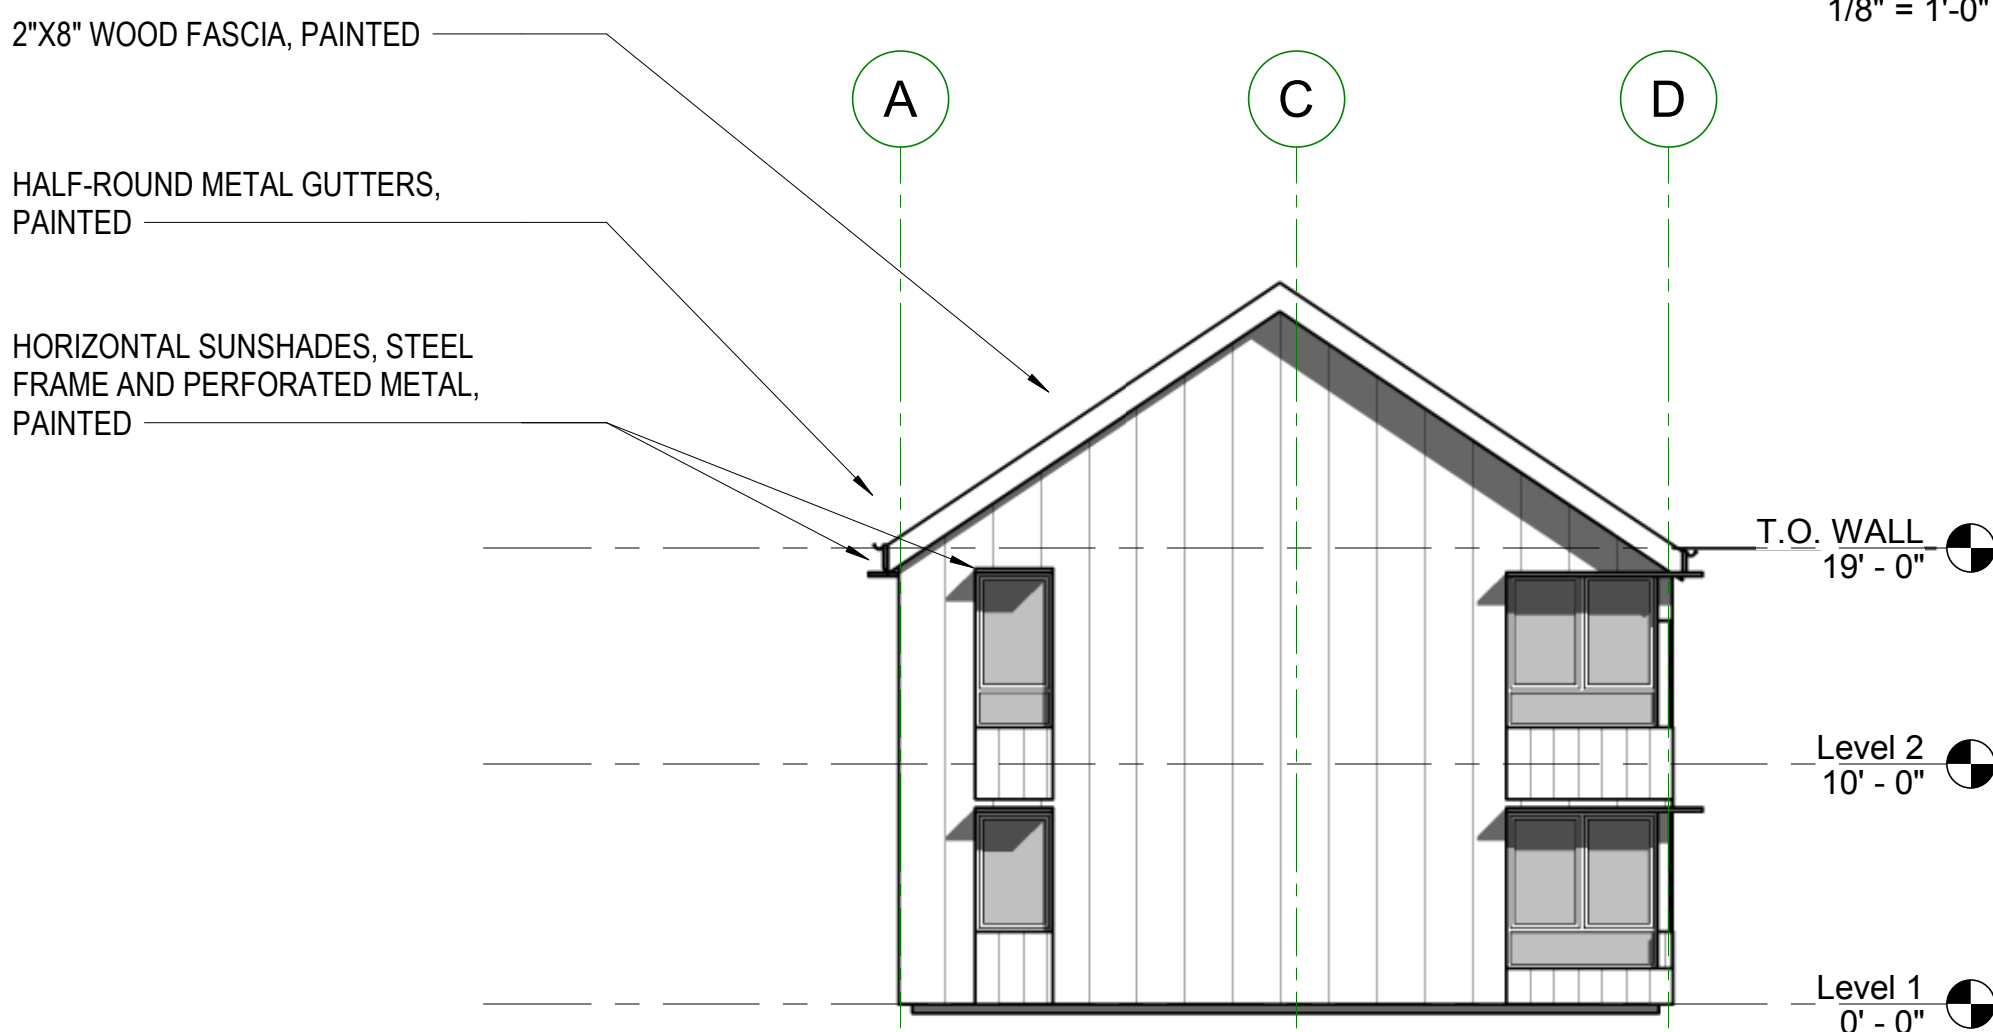 1/8" = 1'-0"
2"X8" WOOD FASCIA, PAINTED
A
C
D
HALF-ROUND METAL GUTTERS,
PAINTED
HORIZONTAL SUNSHADES, STEEL
FRAME AND PERFORATED METAL,
PAINTED
T.O. WALL
19' - 0"
Level 2
10' - 0"
Level 1
0' - 0"